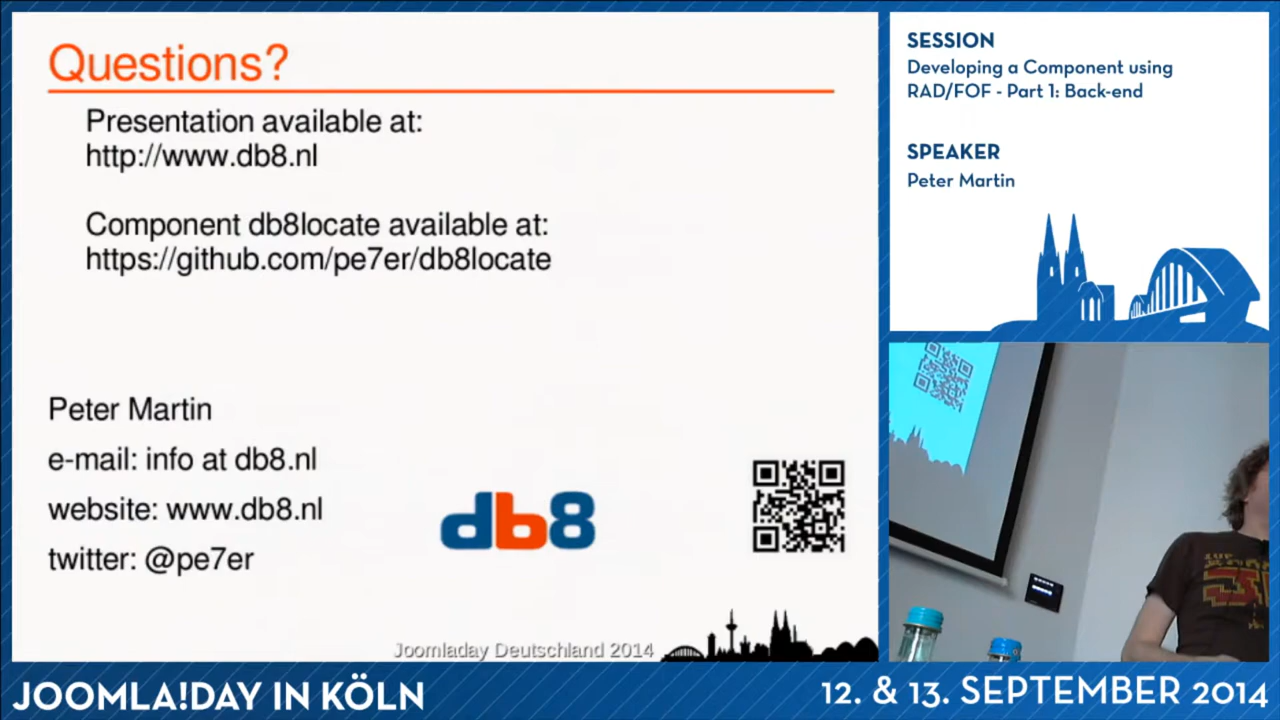 Questions?
Presentation available at:
http://www.db8.nl
Component db8locate available at:
https://github.com/pe7er/db8locate
Peter Martin
e-mail: info at db8.nl
website: www.db8.nl
twitter: @pe7er
db8
Joomladay Deutschland 2014
SESSION
Developing a Component using
RAD/FOF - Part 1: Back-end
SPEAKER
Peter Martin
JOOMLA!DAY IN KÖLN
12. & 13. SEPTEMBER 2014